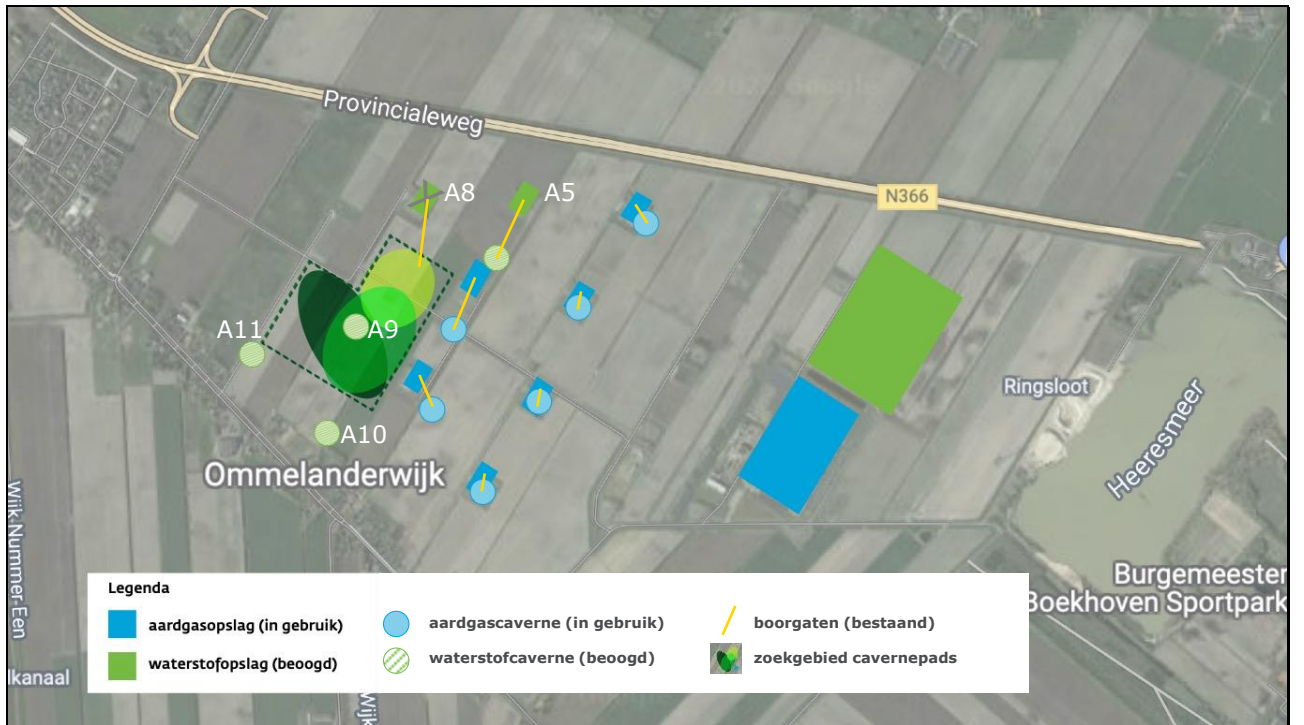 Provincialeweg
N366
A8
A5
A11
A9
A10
Ommelanderwijk
Ringsloot
Heeresmeer
Wijk Nummer-Een
Burgemeester
Boekhoven Sportpark
lkanaal
Wijk
Legenda
aardgasopslag (in gebruik)
aardgascaverne (in gebruik)
boorgaten (bestaand)
waterstofopslag (beoogd)
waterstofcaverne (beoogd)
zoekgebied cavernepads